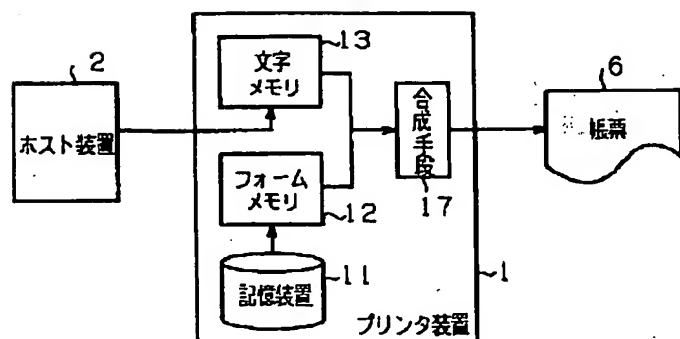 2
ホスト装置
13
文字
メモリ
フォーム
メモリ
12
11
記憶装置
合成手段
17
6
帳票
1
プリンタ装置